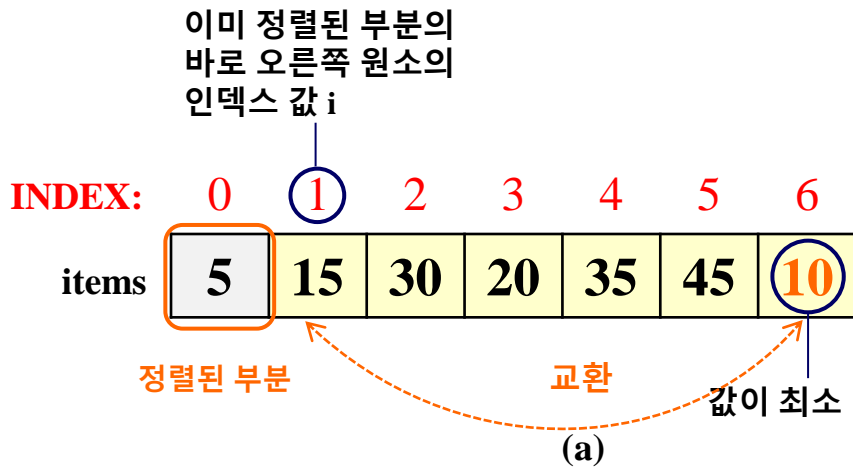 이미 정렬된 부분의
바로 오른쪽 원소의
인덱스 값 i
INDEX: 0 1 2 3 4 5 6
items 5 15 30 20 35 45 10
정렬된 부분
교환
값이 최소
(a)